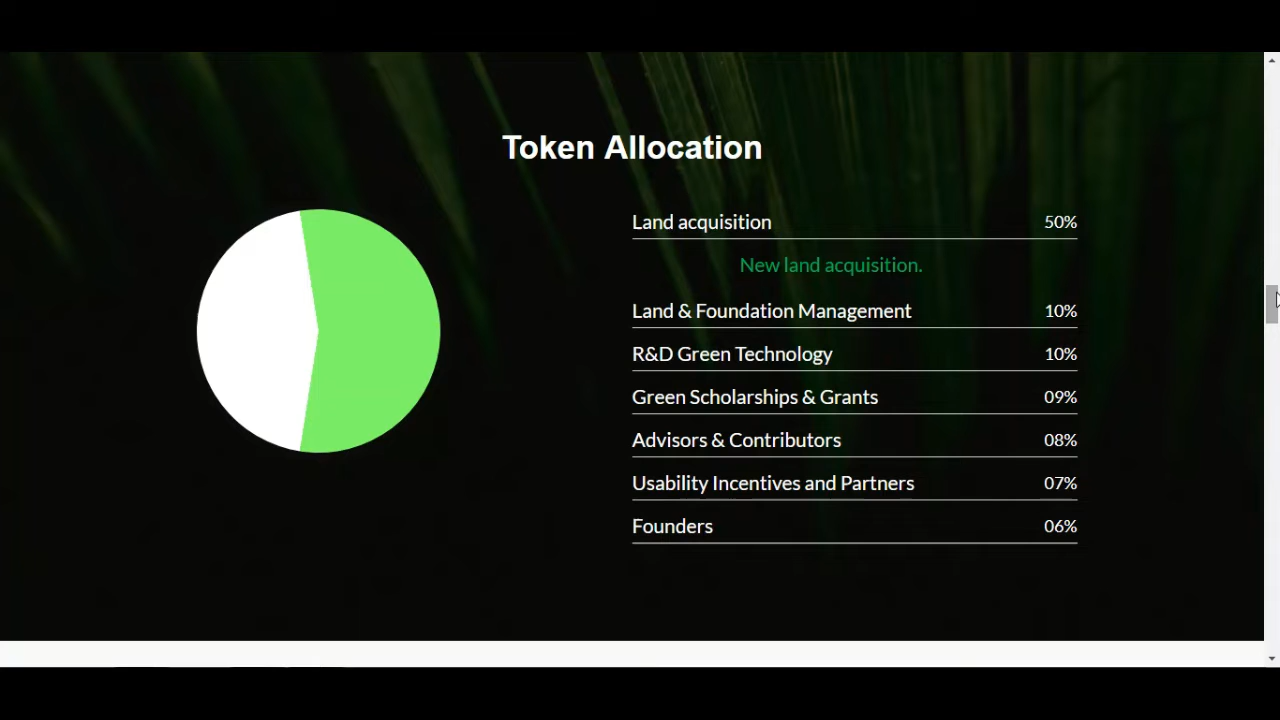 Token Allocation
Land acquisition 50%
New land acquisition.
Land & Foundation Management 10%
R&D Green Technology 10%
Green Scholarships & Grants 09%
Advisors & Contributors 08%
Usability Incentives and Partners 07%
Founders 06%